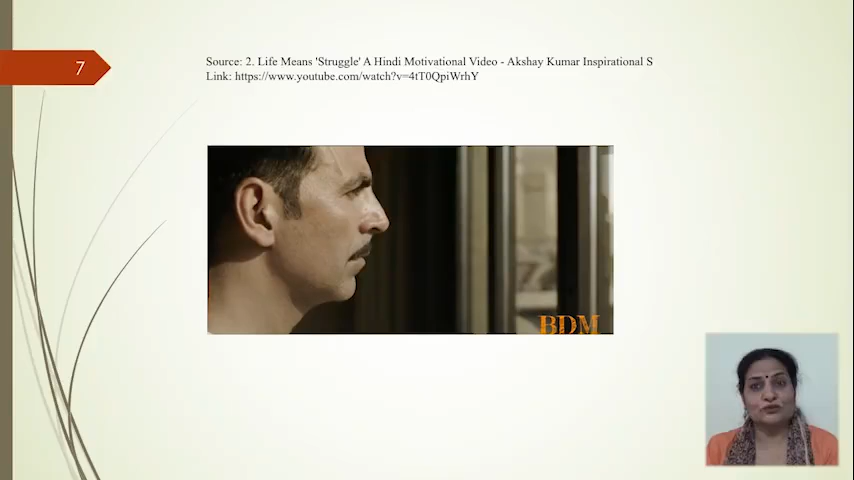 7
Source: 2. Life Means 'Struggle' A Hindi Motivational Video - Akshay Kumar Inspirational S
Link: https://www.youtube.com/watch?v=4tT0QpiWrhY
BDM